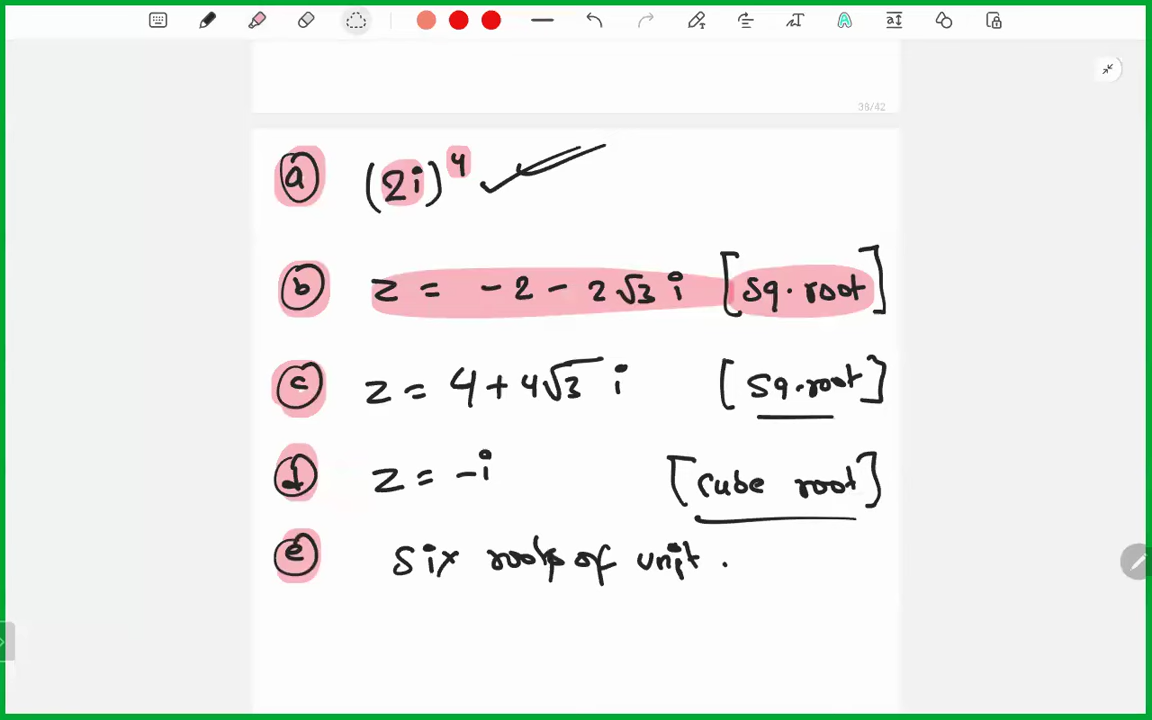 38/42
a (2i)^4
b z = -2 - 2√3 i [sq. root]
c z = 4 + 4√3 i [sq. root]
d z = -i [cube root]
e six roots of unit.